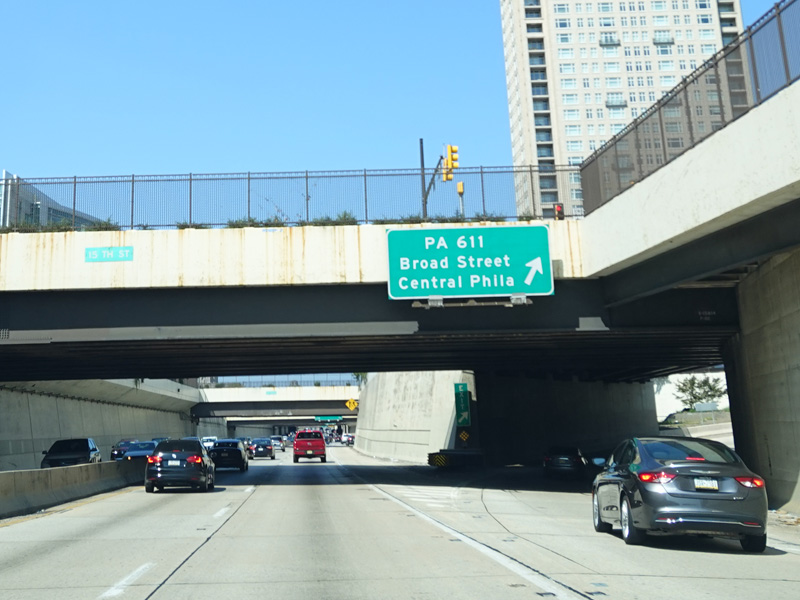 15 TH ST
PA 611
Broad Street
Central Phila